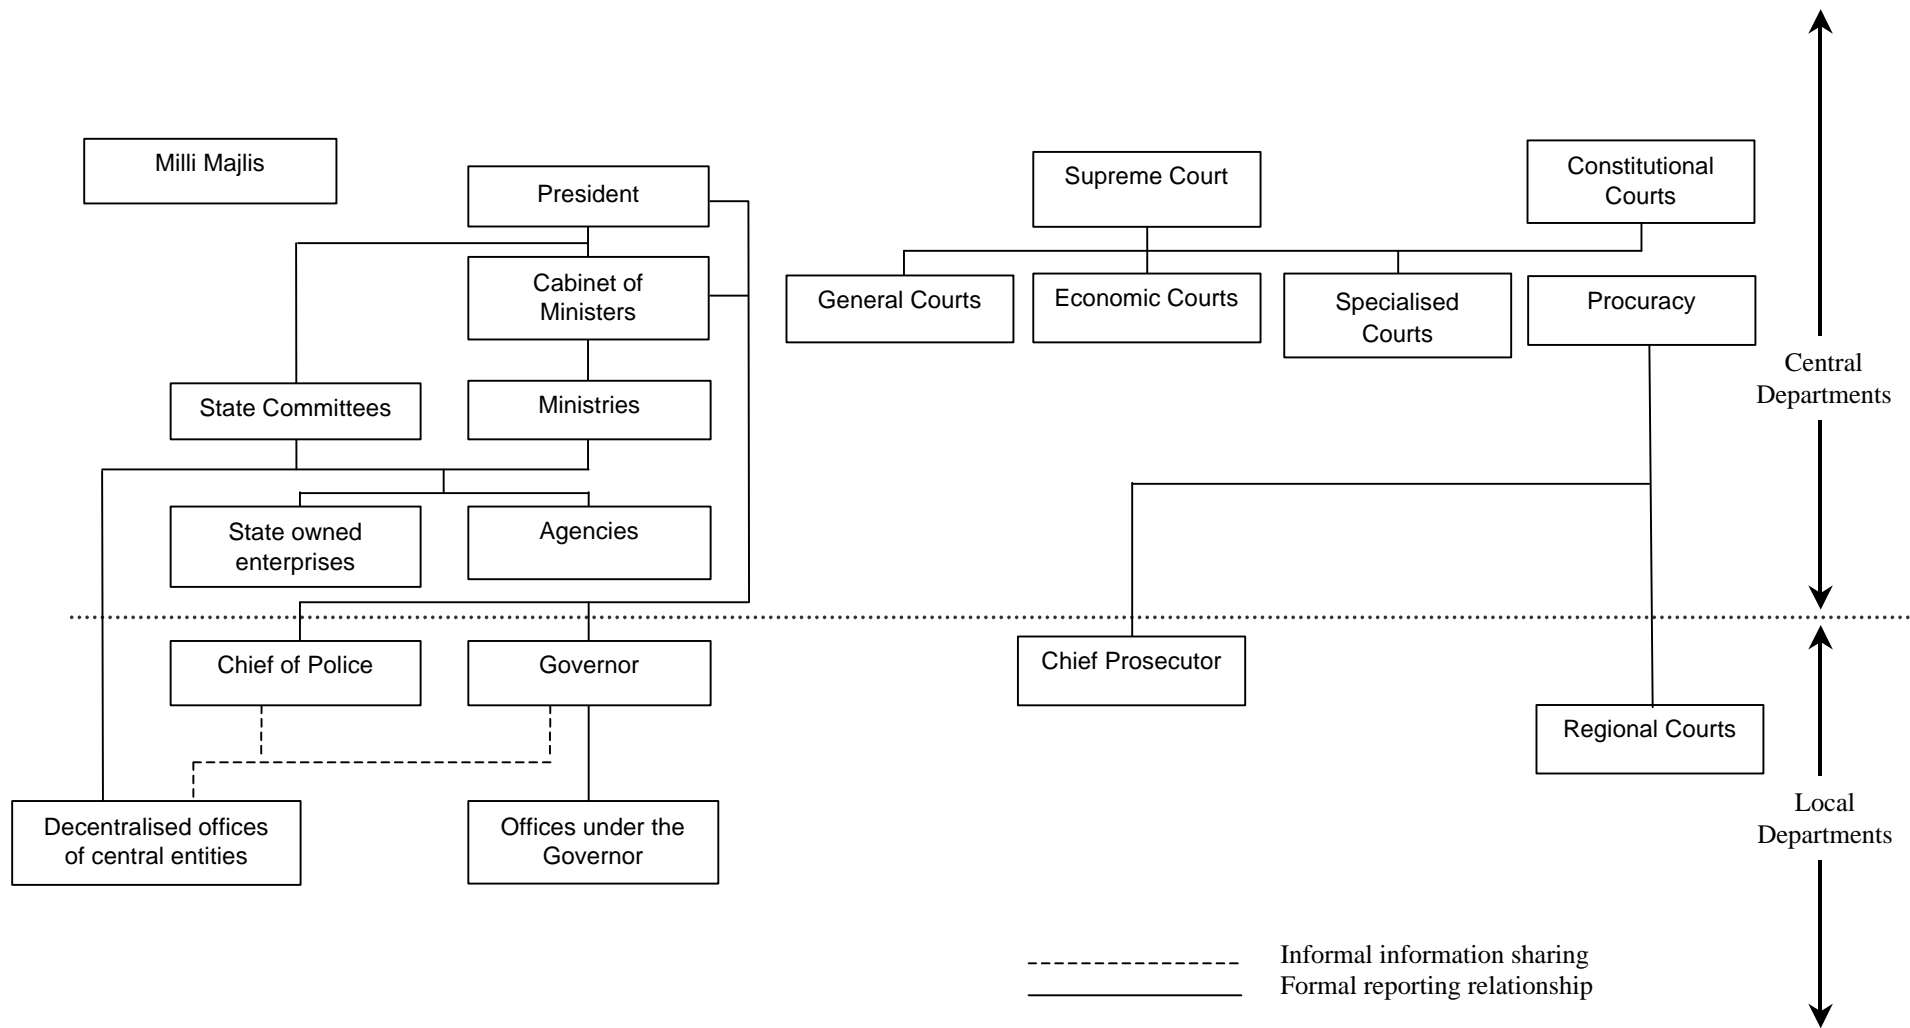 Milli Majlis
President
Supreme Court
Constitutional
Courts
Cabinet of
Ministers
General Courts
Economic Courts
Specialised
Courts
Procuracy
Central
Departments
State Committees
Ministries
State owned
enterprises
Agencies
Chief of Police
Governor
Chief Prosecutor
Regional Courts
Local
Departments
Decentralised offices
of central entities
Offices under the
Governor
Informal information sharing
Formal reporting relationship